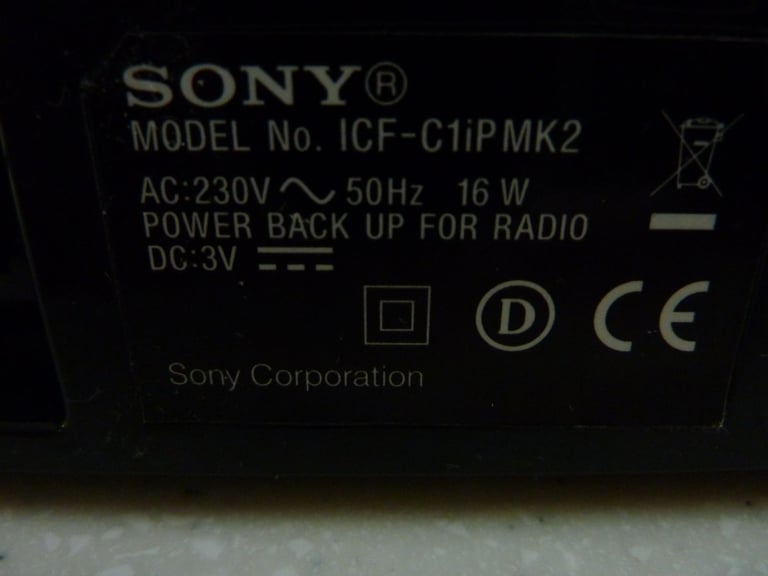 SONY®
MODEL No. ICF-C1iPMK2
AC:230V ~ 50Hz 16 W
POWER BACK UP FOR RADIO
DC:3V ⎓
D CE
Sony Corporation